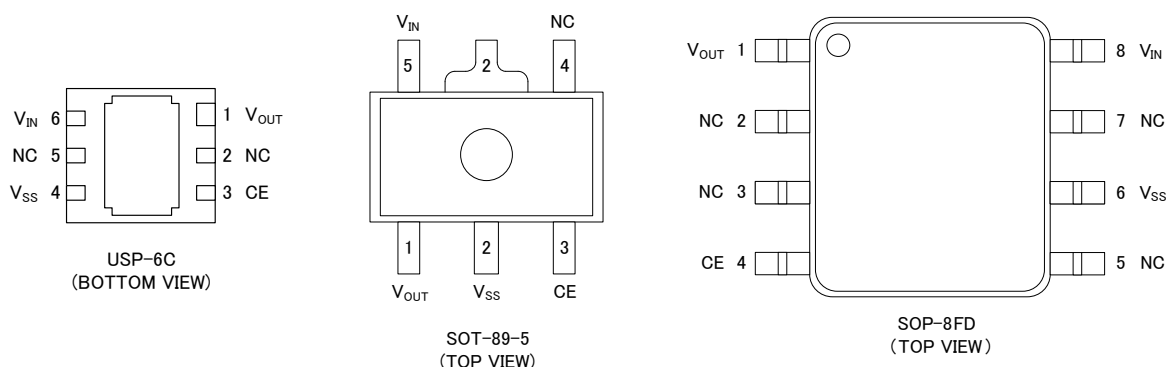 V_IN 6
NC 5
V_SS 4
1 V_OUT
2 NC
3 CE
USP-6C
(BOTTOM VIEW)
V_IN NC
5 2 4
1 2 3
V_OUT V_SS CE
SOT-89-5
(TOP VIEW)
V_OUT 1
NC 2
NC 3
CE 4
8 V_IN
7 NC
6 V_SS
5 NC
SOP-8FD
(TOP VIEW)